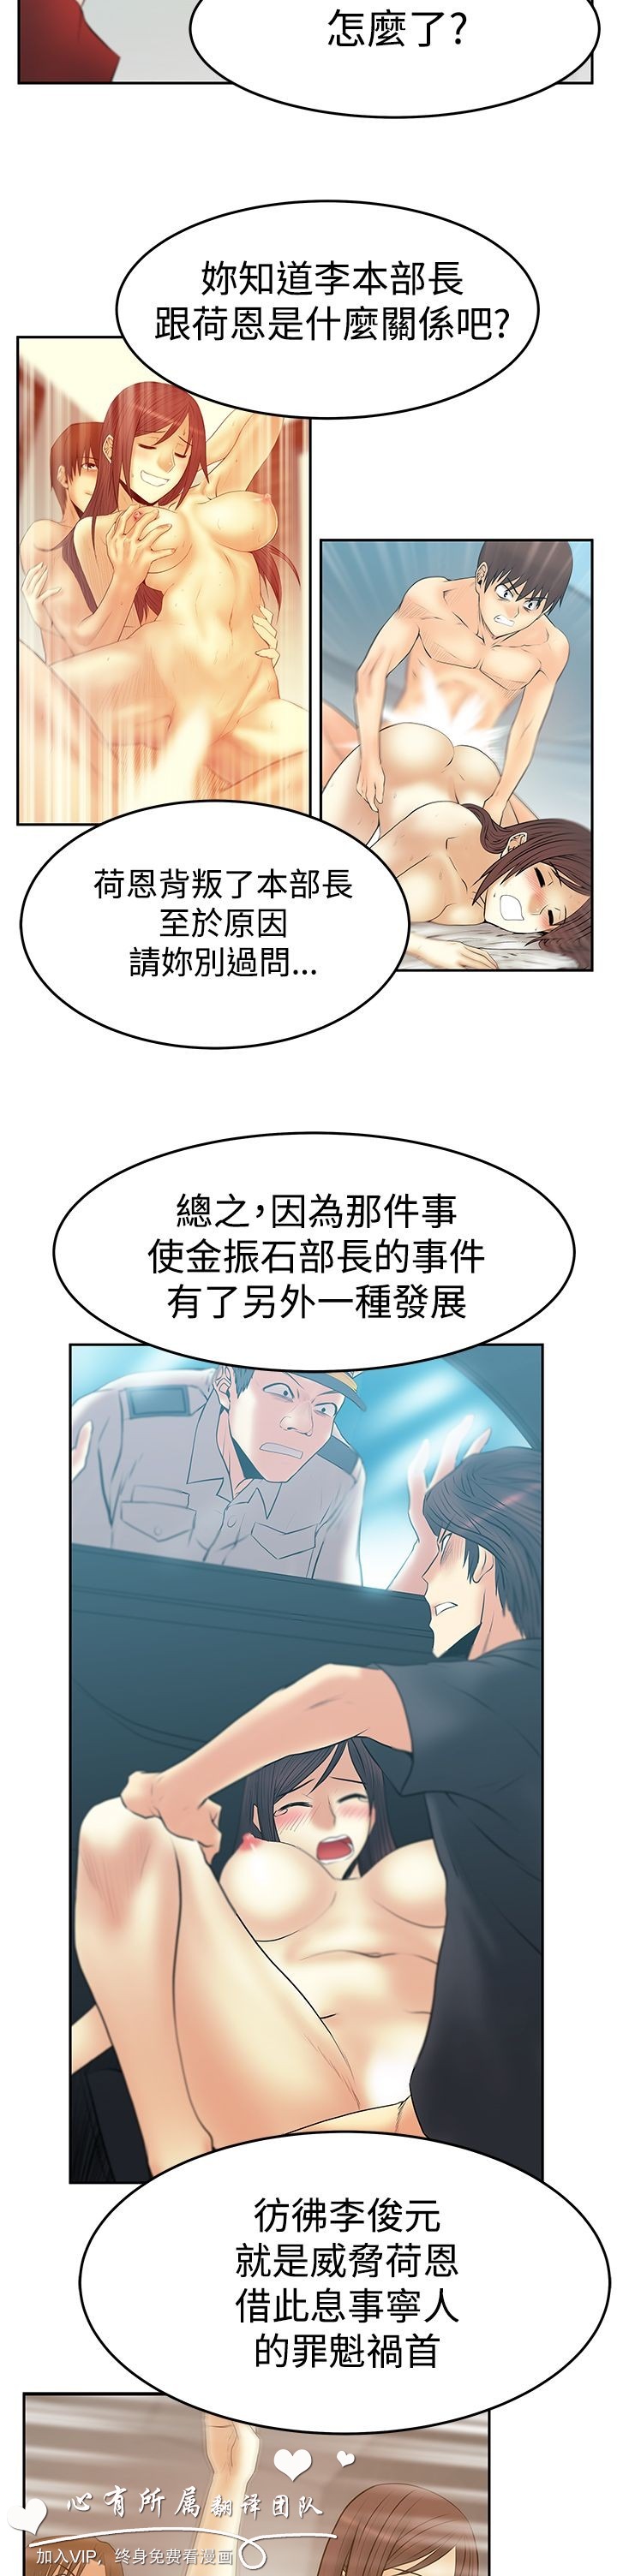 怎麼了?
妳知道李本部長
跟荷恩是什麼關係吧?
荷恩背叛了本部長
至於原因
請妳別過問...
總之,因為那件事
使金振石部長的事件
有了另外一種發展
彷彿李俊元
就是威脅荷恩
借此息事寧人
的罪魁禍首
心有所属翻译团队
加入VIP，终身免费看漫画